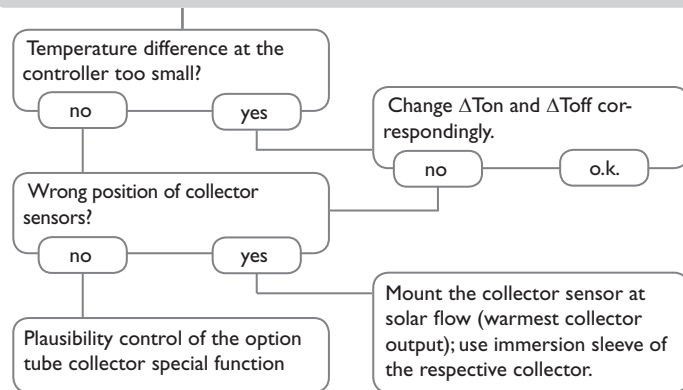 Temperature difference at the
controller too small?
no
yes
Change ΔTon and ΔToff cor-
respondingly.
no
o.k.
Wrong position of collector
sensors?
no
yes
Mount the collector sensor at
solar flow (warmest collector
output); use immersion sleeve of
the respective collector.
Plausibility control of the option
tube collector special function